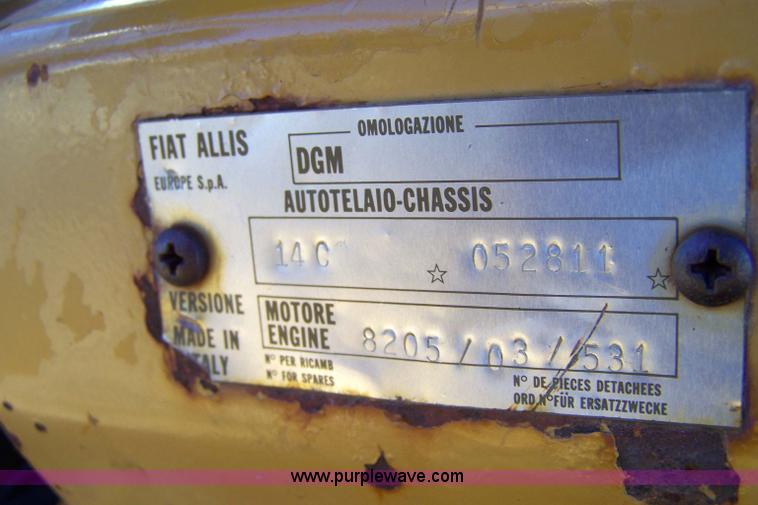 FIAT ALLIS
EUROPE S.p.A.
OMOLOGAZIONE
DGM
AUTOTELAIO-CHASSIS
14C ☆ 052811 ☆
VERSIONE
MADE IN
ITALY
MOTORE
ENGINE
8205/03/531
N° PER RICAMB
N° FOR SPARES
N° DE PIECES DETACHEES
ORD N° FÜR ERSATZZWECKE
www.purplewave.com